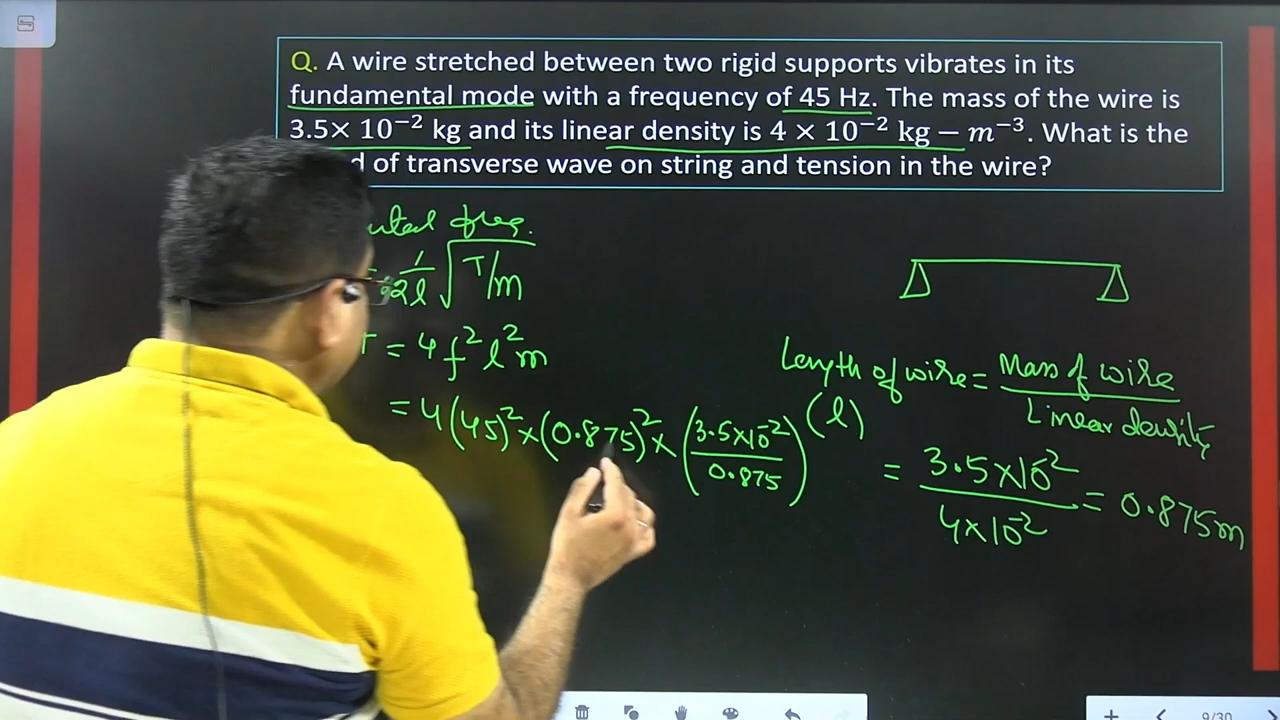 Q. A wire stretched between two rigid supports vibrates in its
fundamental mode with a frequency of 45 Hz. The mass of the wire is
3.5× 10⁻² kg and its linear density is 4 × 10⁻² kg − m⁻³. What is the
d of transverse wave on string and tension in the wire?
freq.
1/2l √T/m
= 4 f² l² m
= 4(45)² × (0.875)² × (3.5×10⁻²/0.875)
Length of wire = Mass of wire / Linear density
(l)
= 3.5×10⁻² / 4×10⁻² = 0.875m
9/30